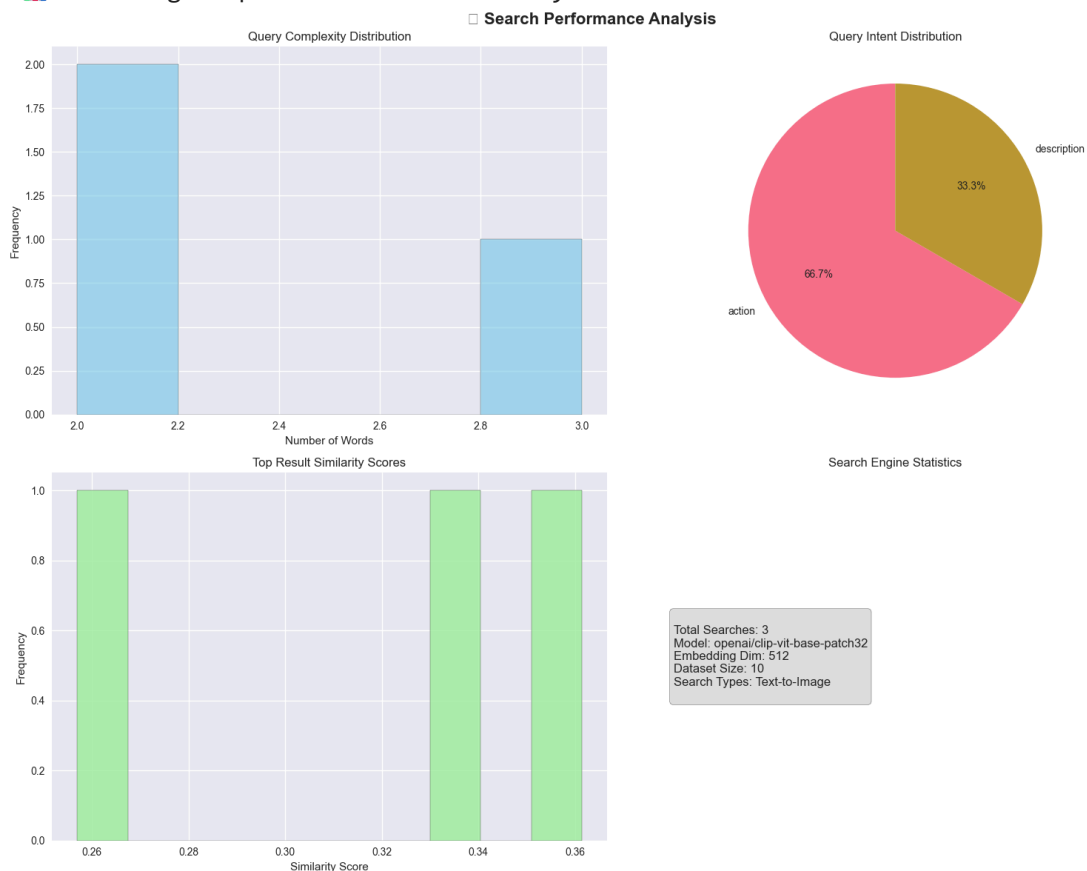 Search Performance Analysis
Query Complexity Distribution
2.00
1.75
1.50
1.25
1.00
0.75
0.50
0.25
0.00
Frequency
2.0 2.2 2.4 2.6 2.8 3.0
Number of Words
Query Intent Distribution
description
33.3%
66.7%
action
Top Result Similarity Scores
1.0
0.8
0.6
0.4
0.2
0.0
Frequency
0.26 0.28 0.30 0.32 0.34 0.36
Similarity Score
Search Engine Statistics
Total Searches: 3
Model: openai/clip-vit-base-patch32
Embedding Dim: 512
Dataset Size: 10
Search Types: Text-to-Image